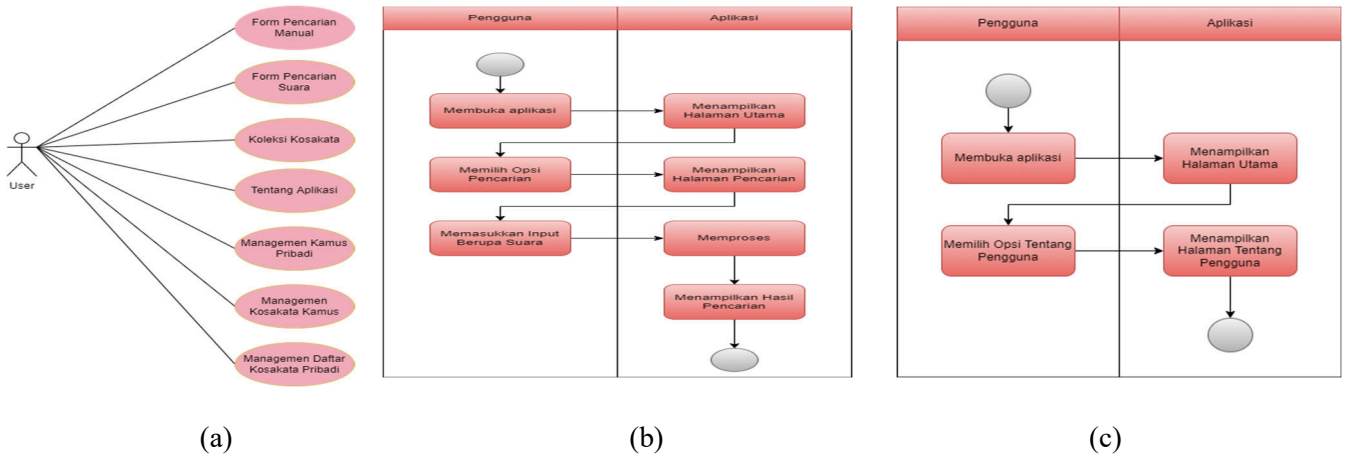 Form Pencarian
Manual
Form Pencarian
Suara
Koleksi Kosakata
Tentang Aplikasi
Managemen Kamus
Pribadi
Managemen
Kosakata Kamus
Managemen Daftar
Kosakata Pribadi
User
(a)
Pengguna
Aplikasi
Membuka aplikasi
Menampilkan
Halaman Utama
Memilih Opsi
Pencarian
Menampilkan
Halaman Pencarian
Memasukkan Input
Berupa Suara
Memproses
Menampilkan Hasil
Pencarian
(b)
Pengguna
Aplikasi
Membuka aplikasi
Menampilkan
Halaman Utama
Memilih Opsi Tentang
Pengguna
Menampilkan
Halaman Tentang
Pengguna
(c)